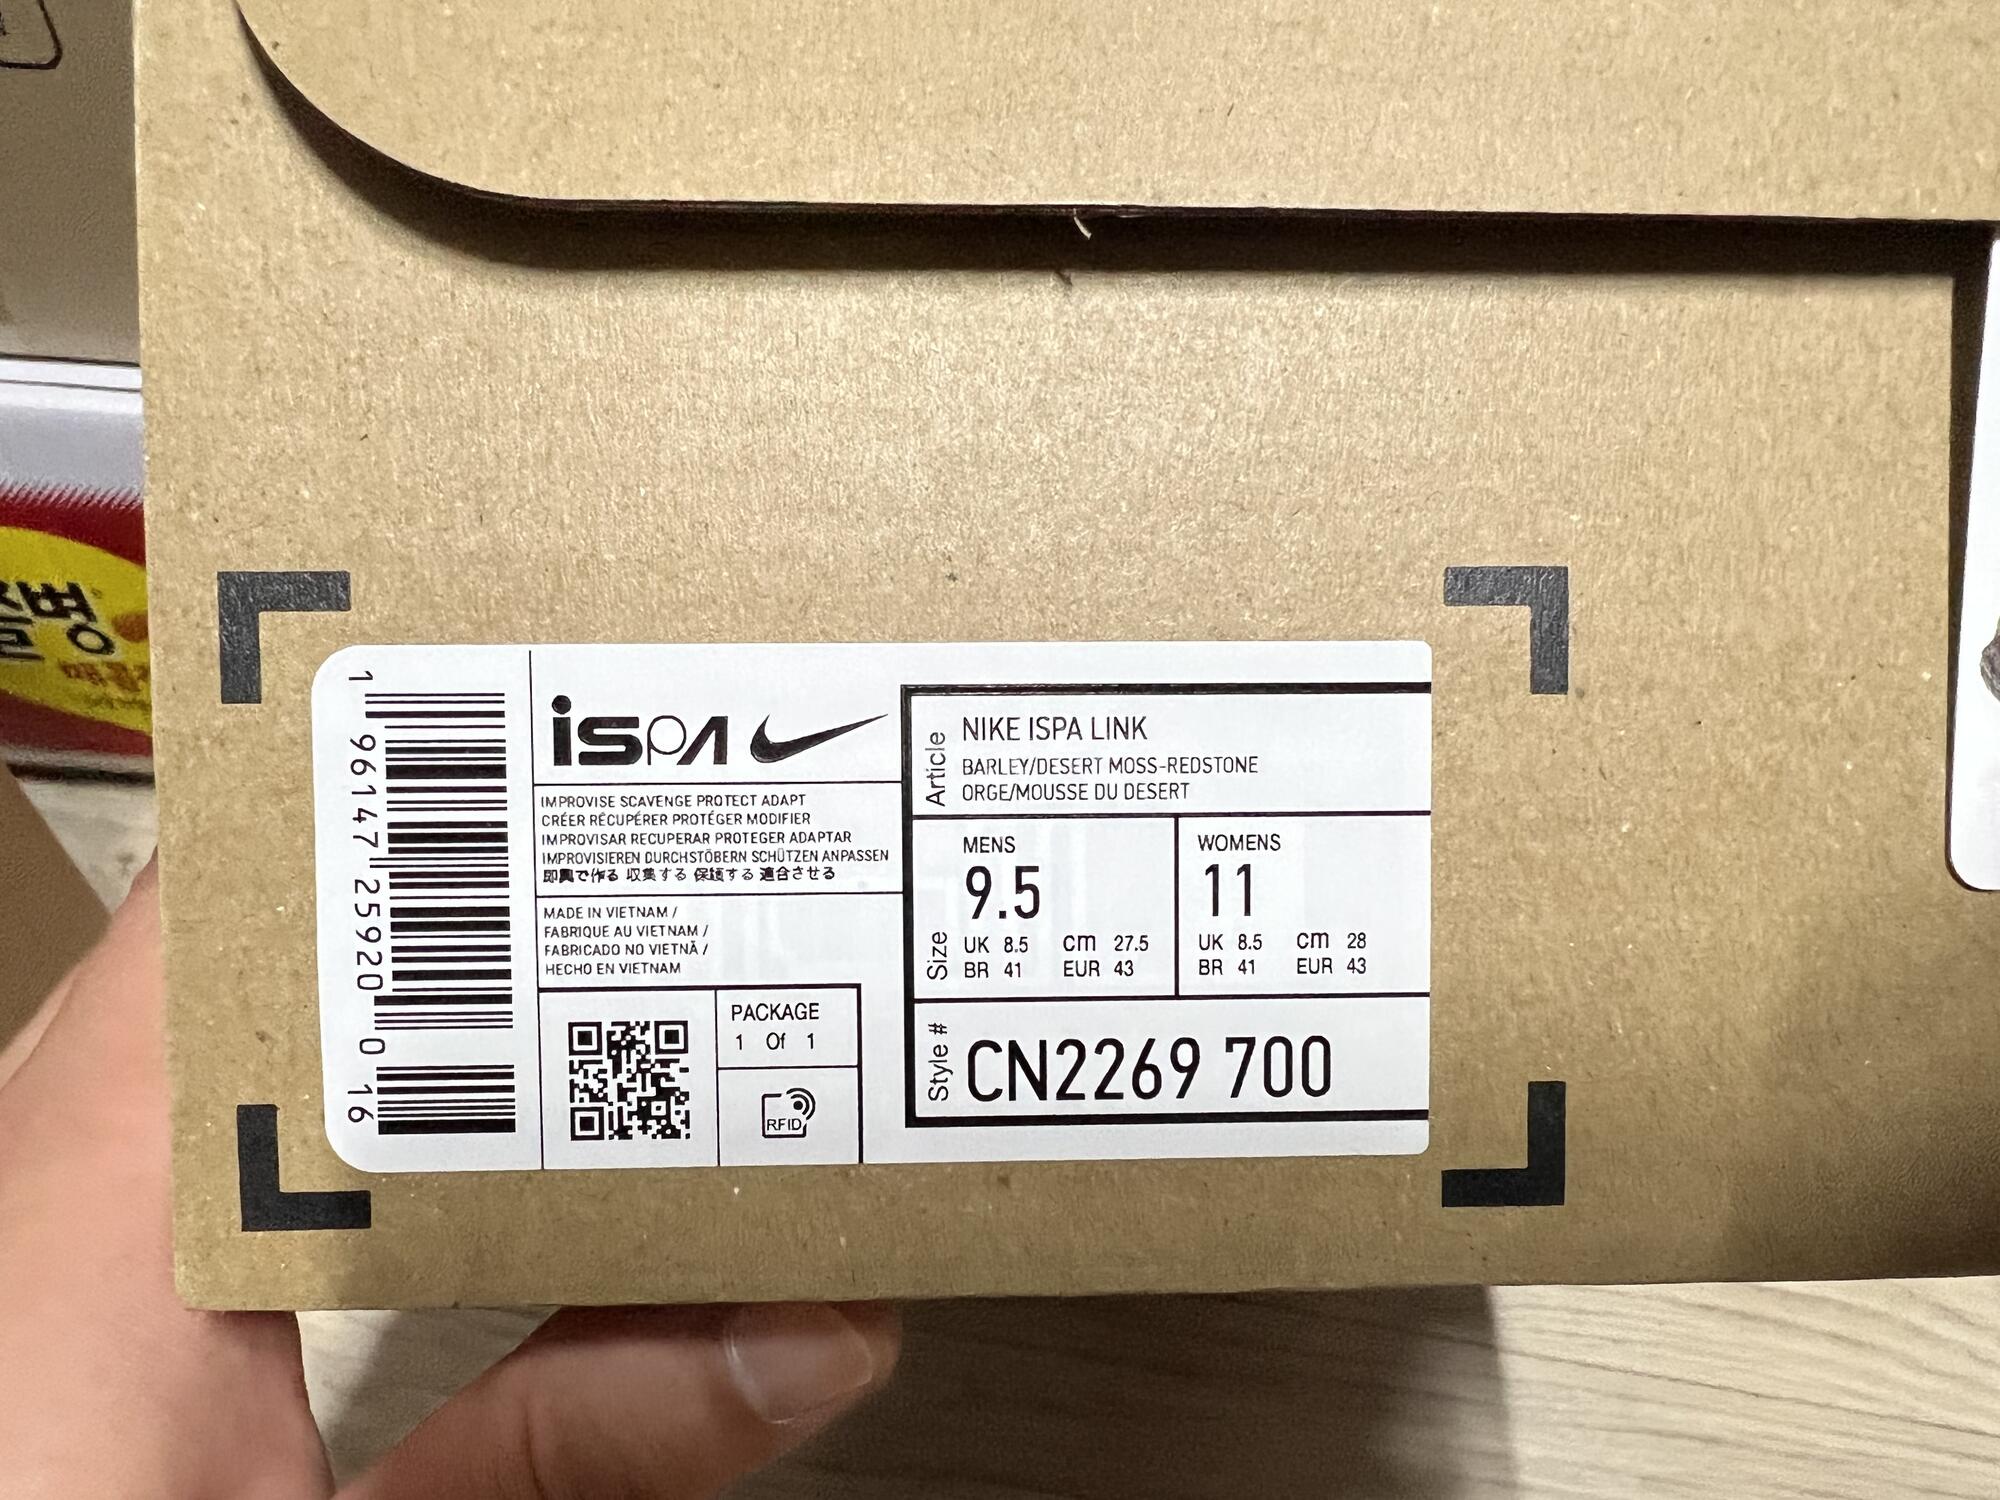 1 96147 25920 0 16
ispa
IMPROVISE SCAVENGE PROTECT ADAPT
CRÉER RÉCUPÉRER PROTÉGER MODIFIER
IMPROVISAR RECUPERAR PROTEGER ADAPTAR
IMPROVISIEREN DURCHSTÖBERN SCHÜTZEN ANPASSEN
即興で作る 収集する 保護する 適合させる
MADE IN VIETNAM /
FABRIQUE AU VIETNAM /
FABRICADO NO VIETNÃ /
HECHO EN VIETNAM
PACKAGE
1 Of 1
RFID
Article
NIKE ISPA LINK
BARLEY/DESERT MOSS-REDSTONE
ORGE/MOUSSE DU DESERT
Size
MENS
9.5
UK 8.5 cm 27.5
BR 41 EUR 43
WOMENS
11
UK 8.5 cm 28
BR 41 EUR 43
Style #
CN2269 700